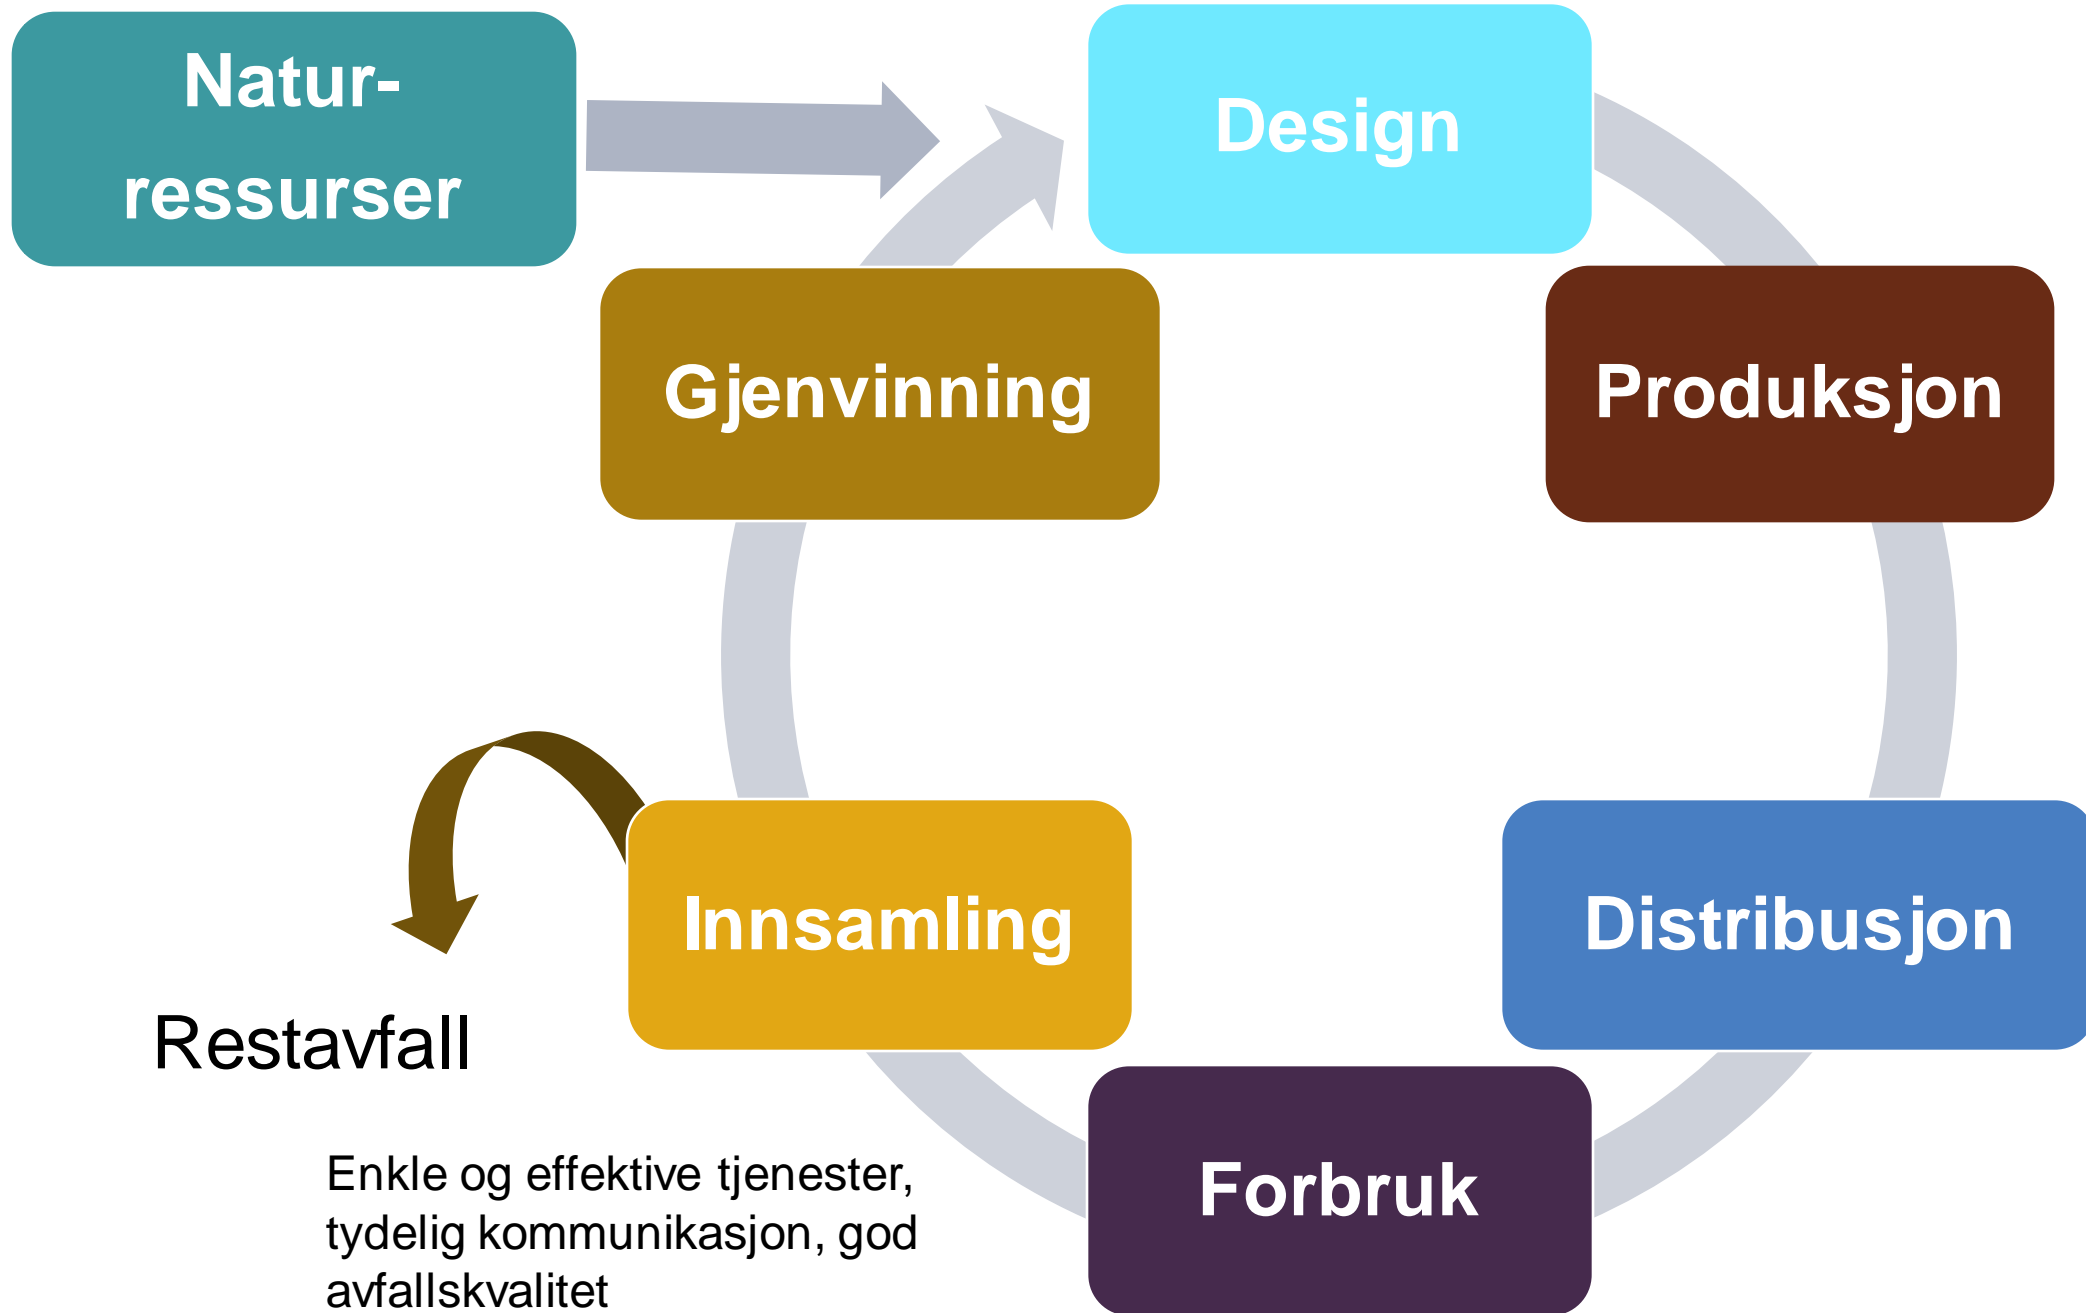 Natur-
ressurser
Design
Gjenvinning
Produksjon
Innsamling
Distribusjon
Restavfall
Forbruk
Enkle og effektive tjenester,
tydelig kommunikasjon, god
avfallskvalitet